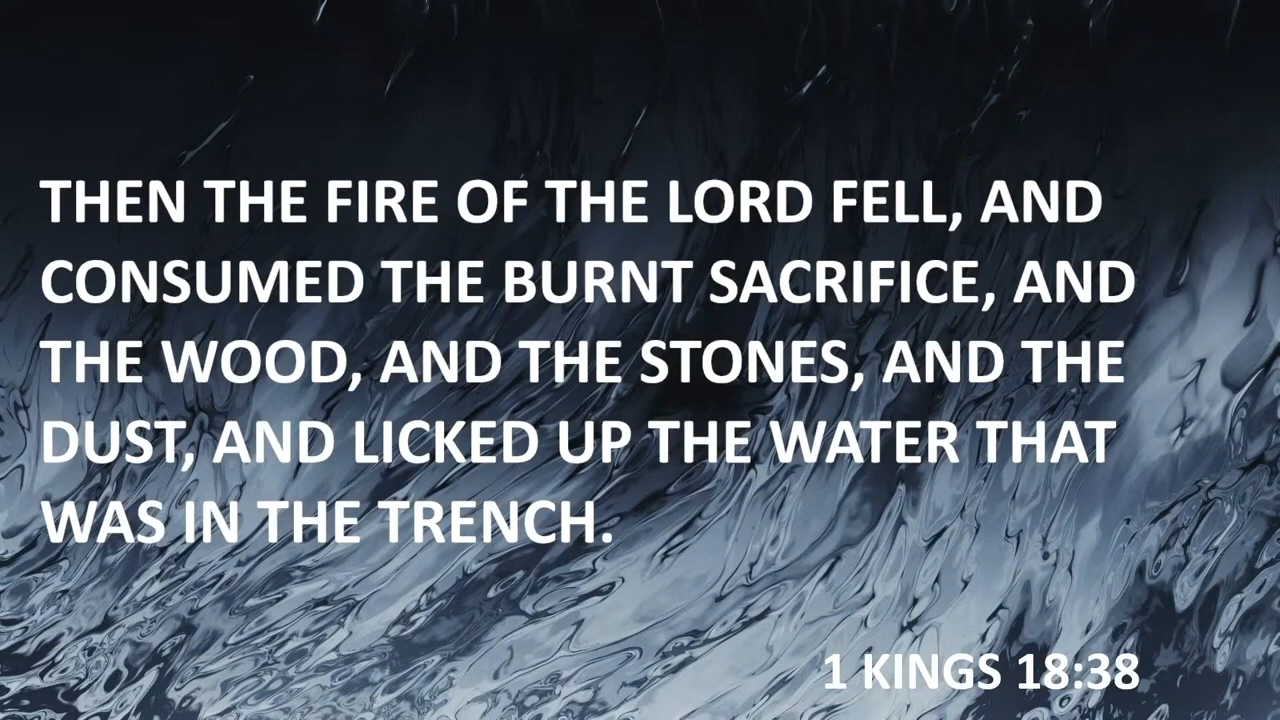 THEN THE FIRE OF THE LORD FELL, AND
CONSUMED THE BURNT SACRIFICE, AND
THE WOOD, AND THE STONES, AND THE
DUST, AND LICKED UP THE WATER THAT
WAS IN THE TRENCH.
1 KINGS 18:38